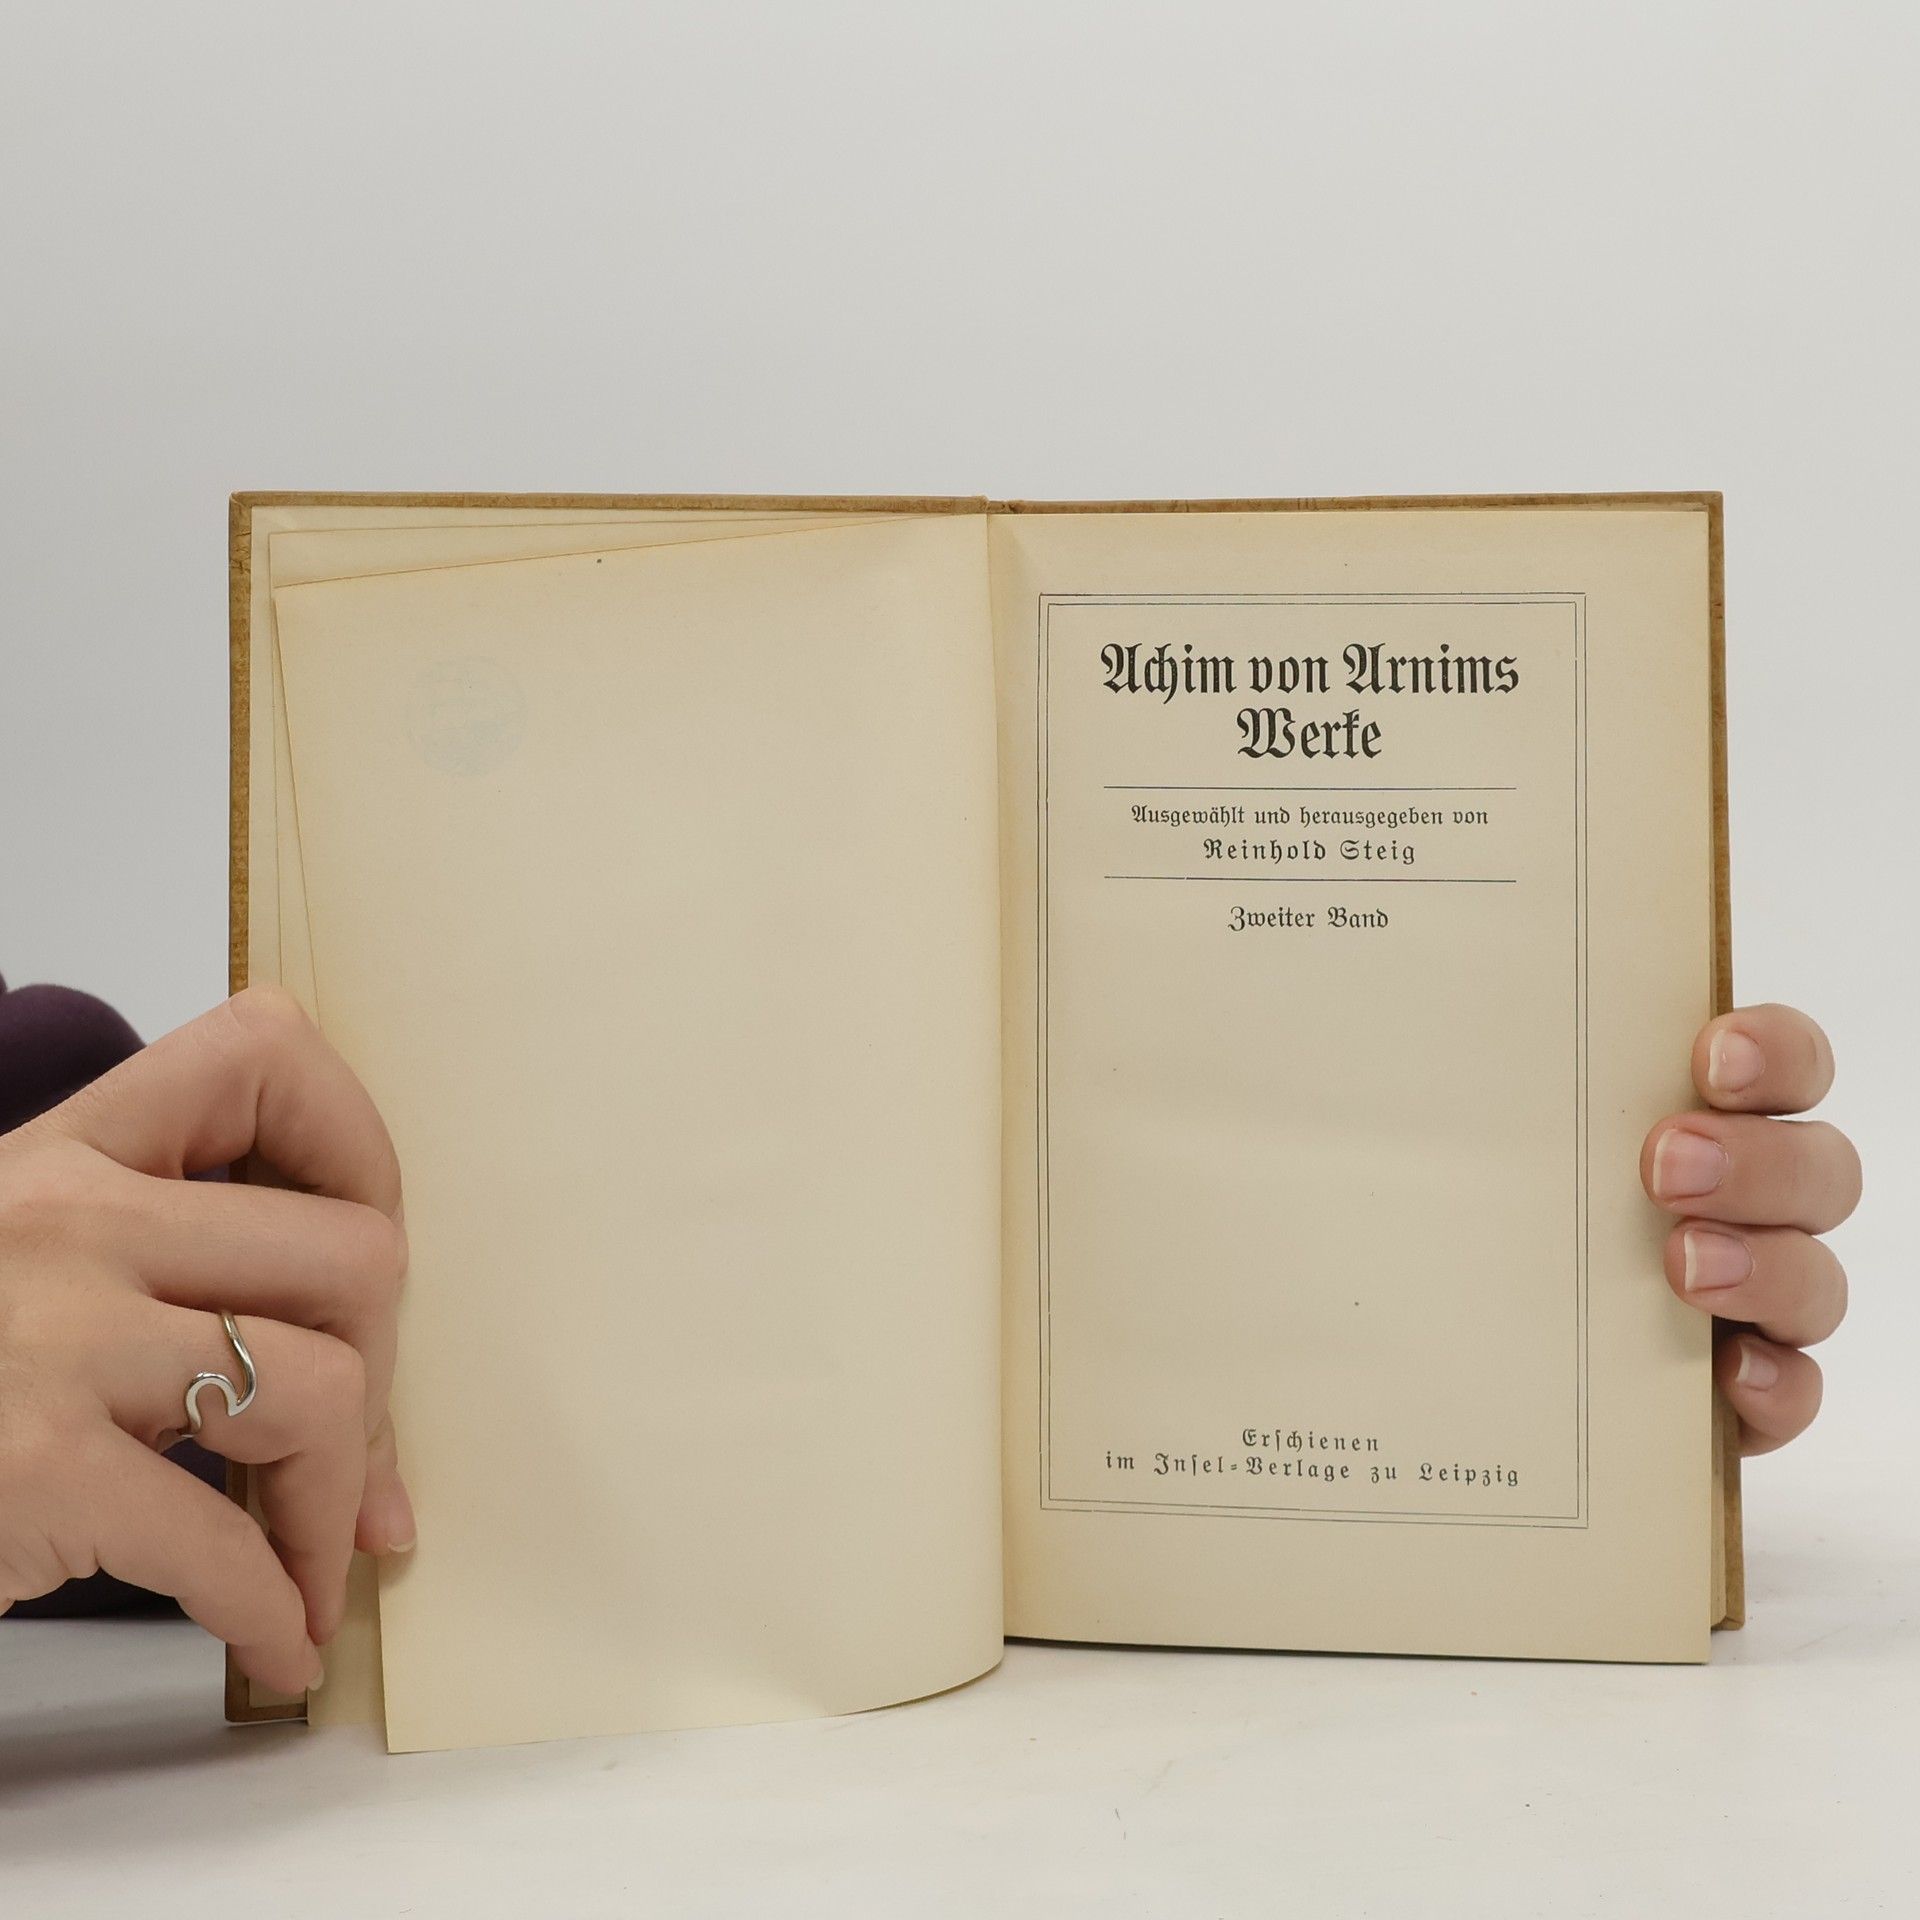 Achim von Arnims
Werke
Ausgewählt und herausgegeben von
Reinhold Steig
Zweiter Band
Erſchienen
im Inſel-Verlage zu Leipzig